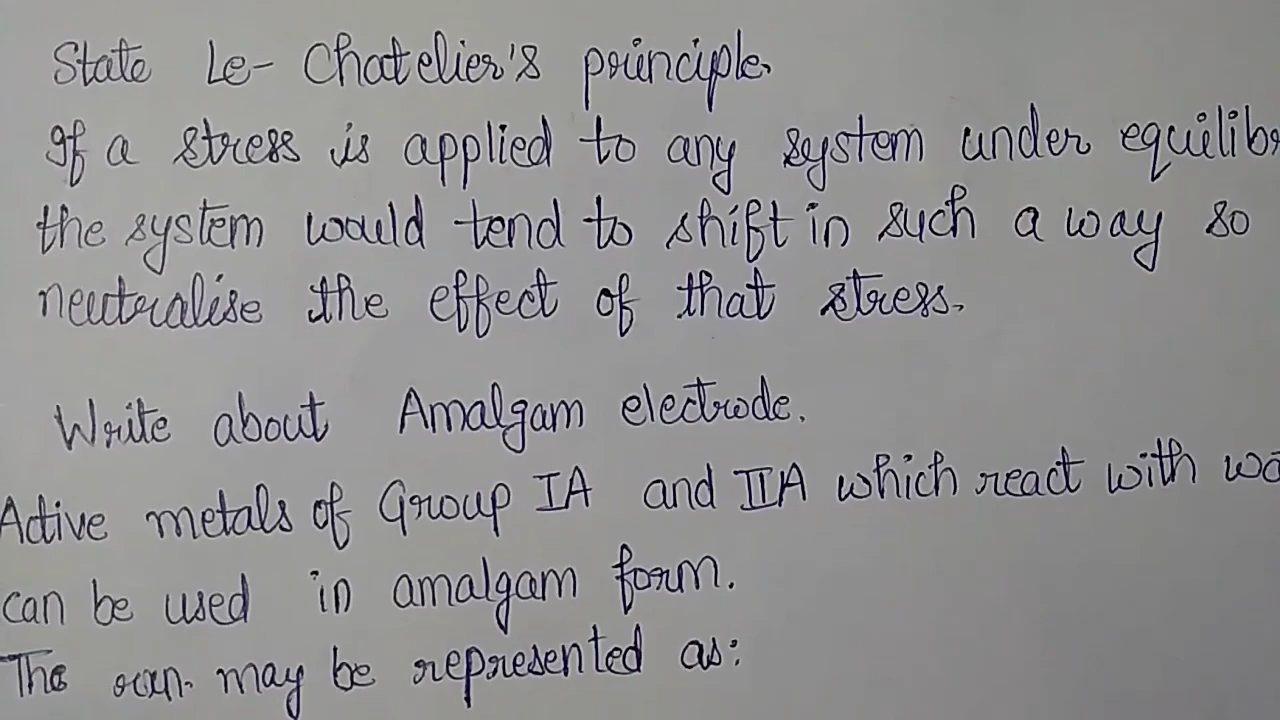 State Le- Chatelier's principle.
If a stress is applied to any system under equilib
the system would tend to shift in such a way so
neutralise the effect of that stress.
Write about Amalgam electrode.
Active metals of Group IA and IIA which react with wa
can be used in amalgam form.
The rxn. may be represented as: